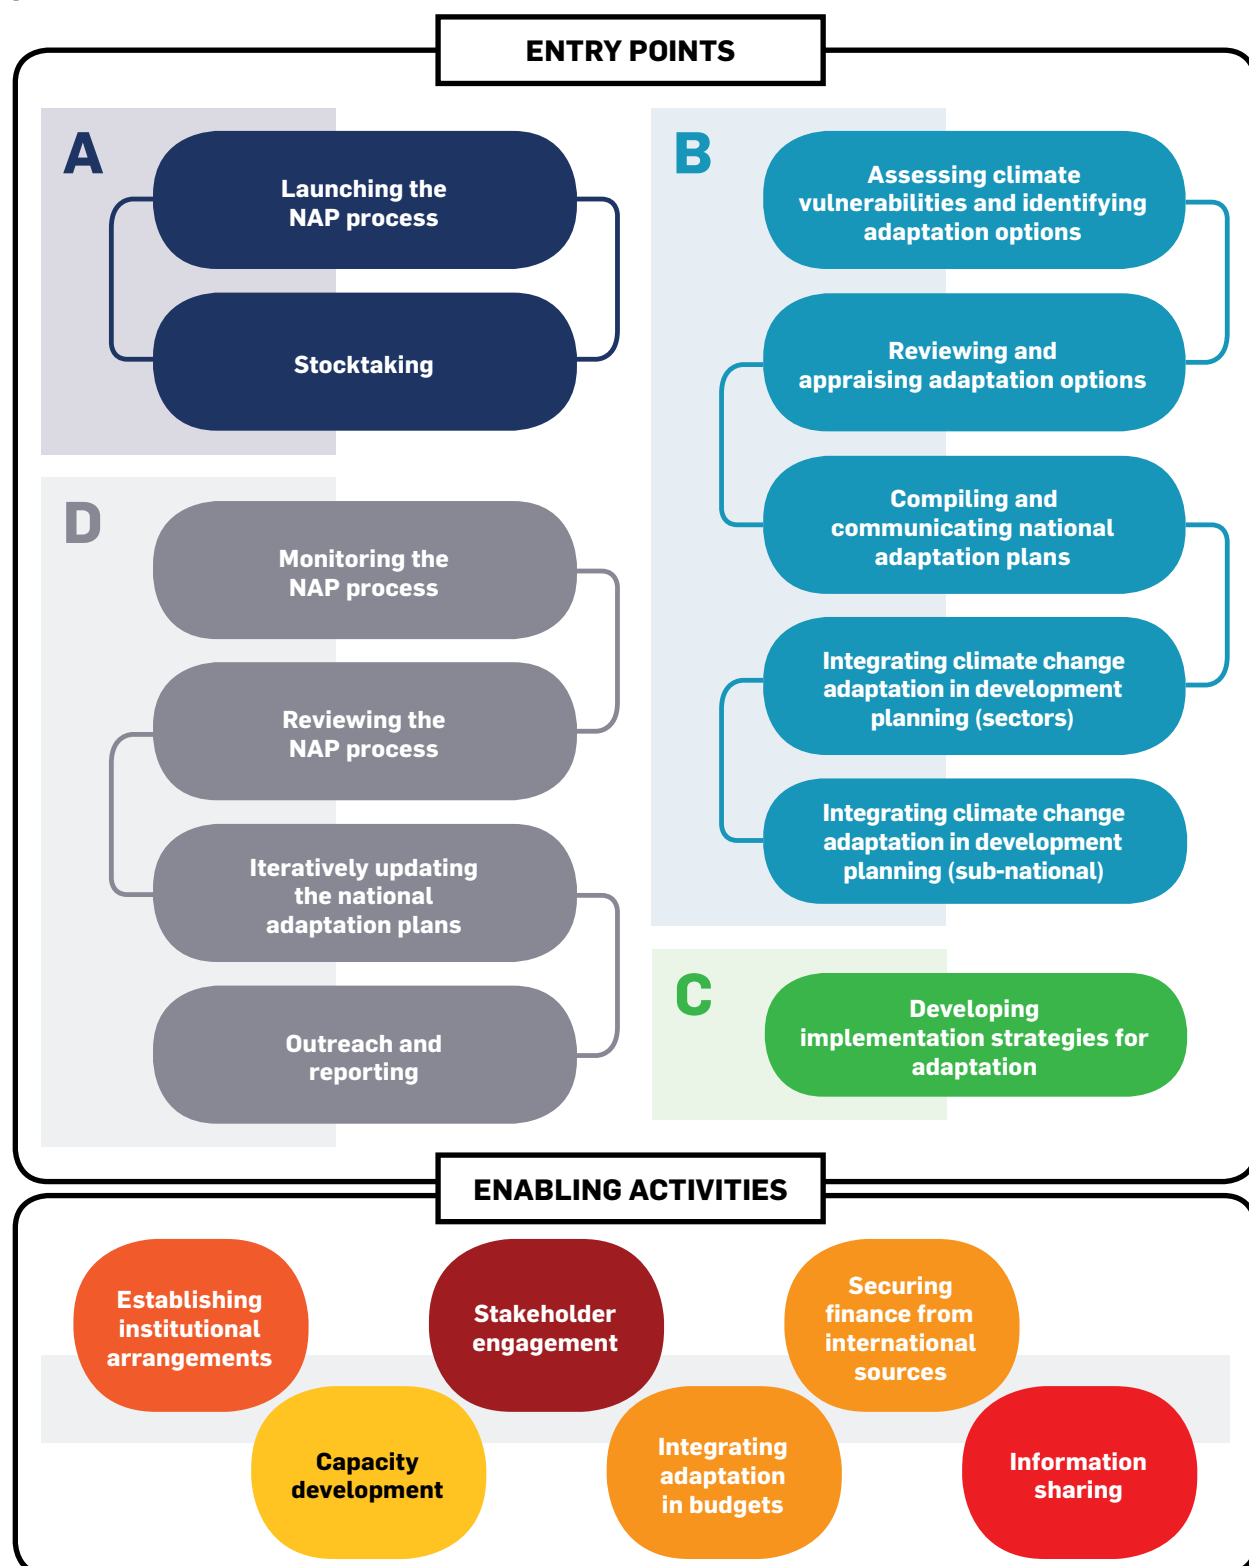 ENTRY POINTS
A
Launching the
NAP process
Stocktaking
B
Assessing climate
vulnerabilities and identifying
adaptation options
Reviewing and
appraising adaptation options
Compiling and
communicating national
adaptation plans
Integrating climate change
adaptation in development
planning (sectors)
Integrating climate change
adaptation in development
planning (sub-national)
C
Developing
implementation strategies for
adaptation
D
Monitoring the
NAP process
Reviewing the
NAP process
Iteratively updating
the national
adaptation plans
Outreach and
reporting
ENABLING ACTIVITIES
Establishing
institutional
arrangements
Capacity
development
Stakeholder
engagement
Integrating
adaptation
in budgets
Securing
finance from
international
sources
Information
sharing